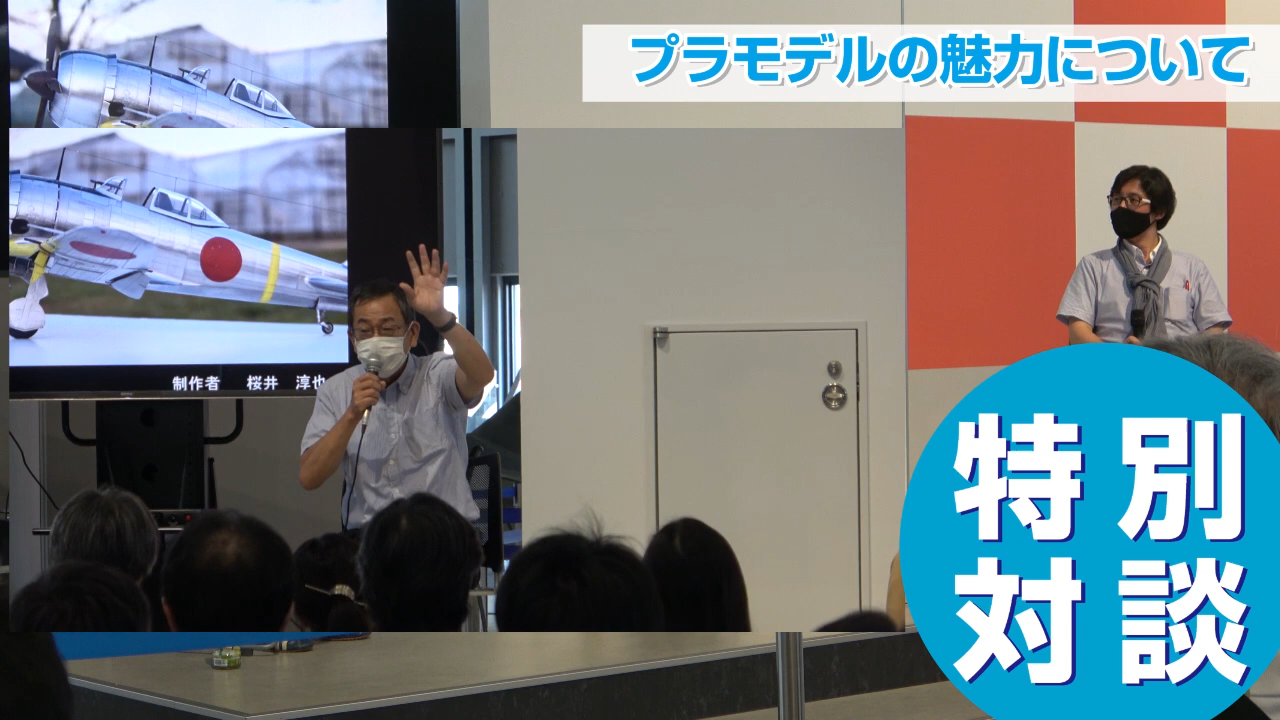 プラモデルの魅力について
制作者 桜井 淳也
特別
対談